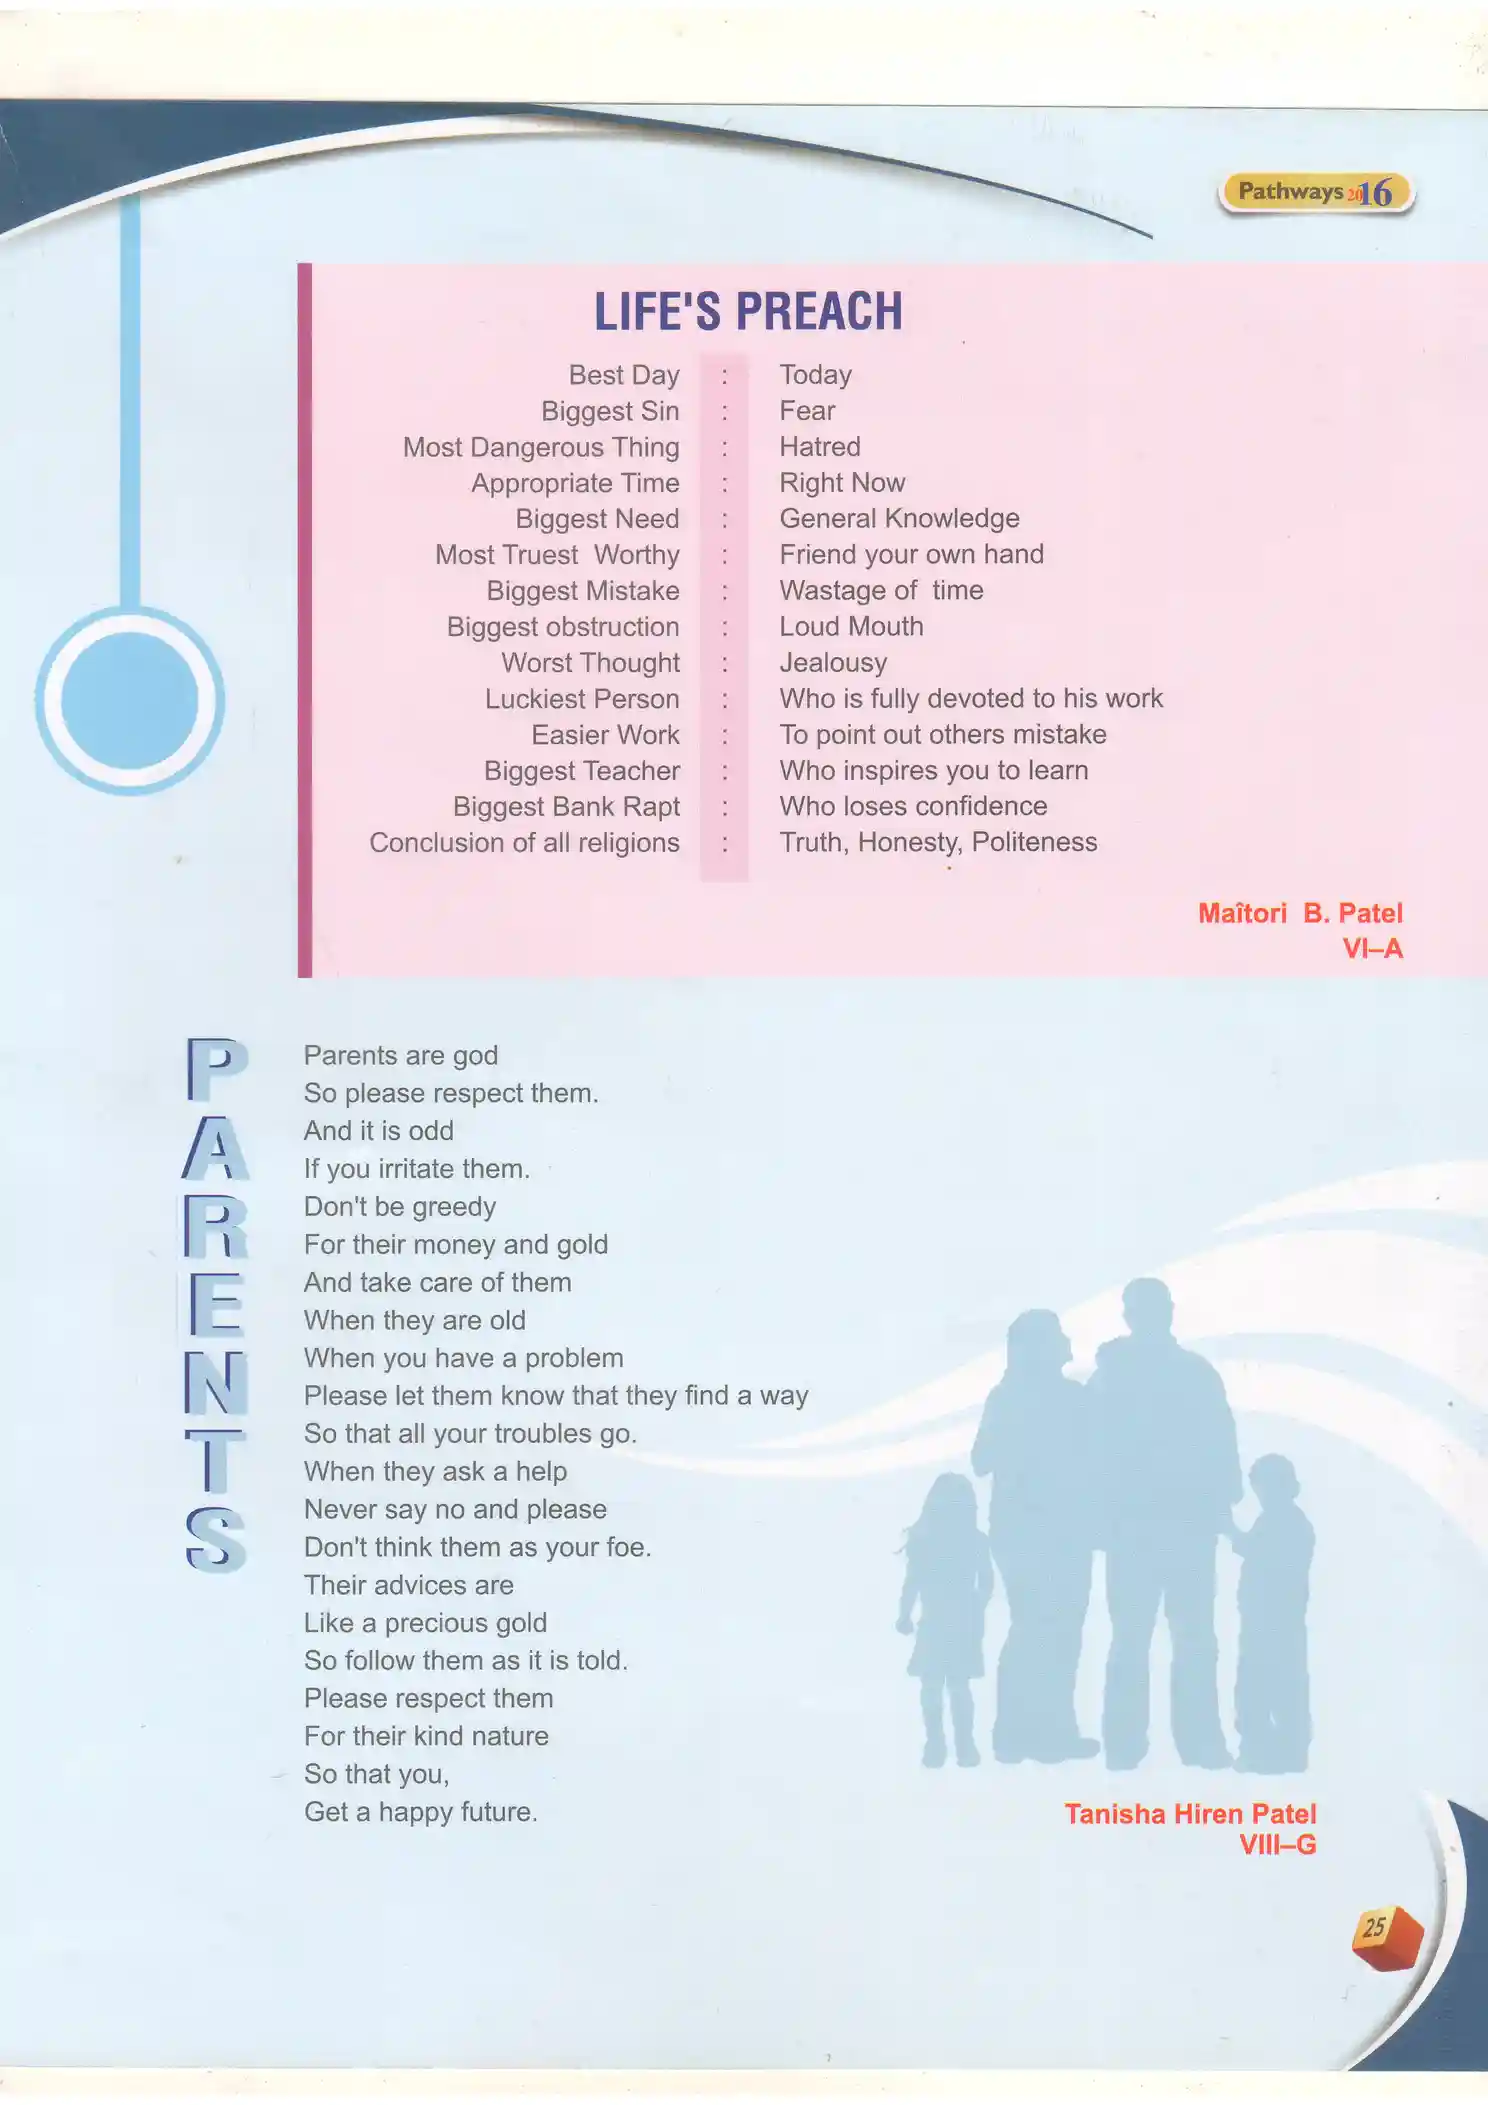 Pathways 2016
LIFE'S PREACH
Best Day : Today
Biggest Sin : Fear
Most Dangerous Thing : Hatred
Appropriate Time : Right Now
Biggest Need : General Knowledge
Most Truest Worthy : Friend your own hand
Biggest Mistake : Wastage of time
Biggest obstruction : Loud Mouth
Worst Thought : Jealousy
Luckiest Person : Who is fully devoted to his work
Easier Work : To point out others mistake
Biggest Teacher : Who inspires you to learn
Biggest Bank Rapt : Who loses confidence
Conclusion of all religions : Truth, Honesty, Politeness
Maîtori B. Patel
VI–A
PARENTS
Parents are god
So please respect them.
And it is odd
If you irritate them.
Don't be greedy
For their money and gold
And take care of them
When they are old
When you have a problem
Please let them know that they find a way
So that all your troubles go.
When they ask a help
Never say no and please
Don't think them as your foe.
Their advices are
Like a precious gold
So follow them as it is told.
Please respect them
For their kind nature
So that you,
Get a happy future.
Tanisha Hiren Patel
VIII–G
25